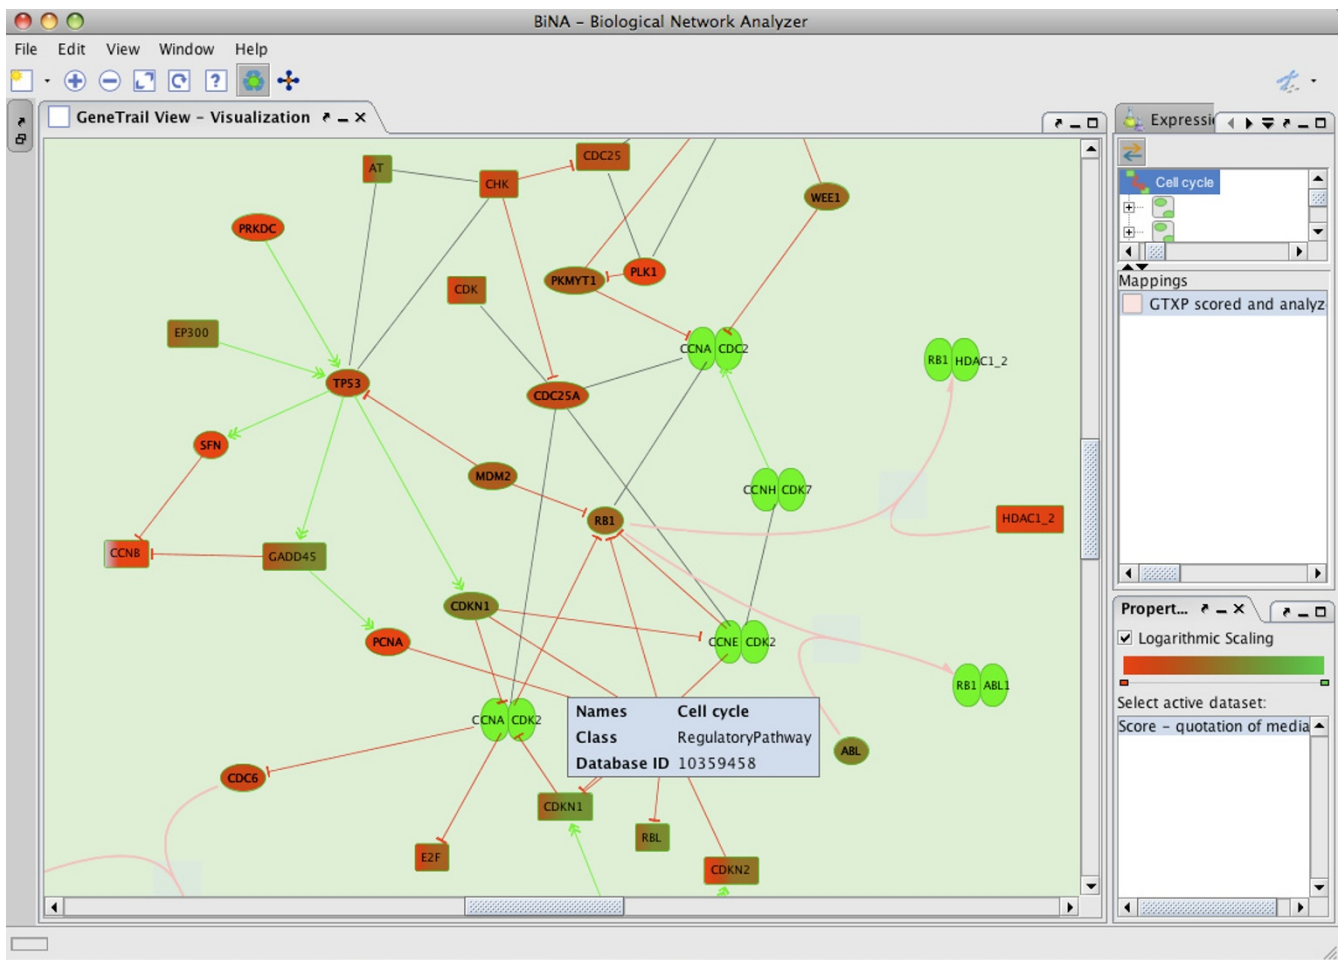 BiNA – Biological Network Analyzer
File Edit View Window Help
GeneTrail View – Visualization
Expressi
AT
CHK
CDC25
WEE1
PRKDC
PKMYT1
PLK1
CDK
EP300
CCNA CDC2
RB1 HDAC1_2
TP53
CDC25A
SFN
MDM2
CCNH CDK7
RB1
HDAC1_2
CCNB
GADD45
CDKN1
PCNA
CCNE CDK2
RB1 ABL1
CCNA CDK2
ABL
CDC6
CDKN1
RBL
E2F
CDKN2
Names Cell cycle
Class RegulatoryPathway
Database ID 10359458
Cell cycle
Mappings
GTXP scored and analyz
Propert...
Logarithmic Scaling
Select active dataset:
Score – quotation of media